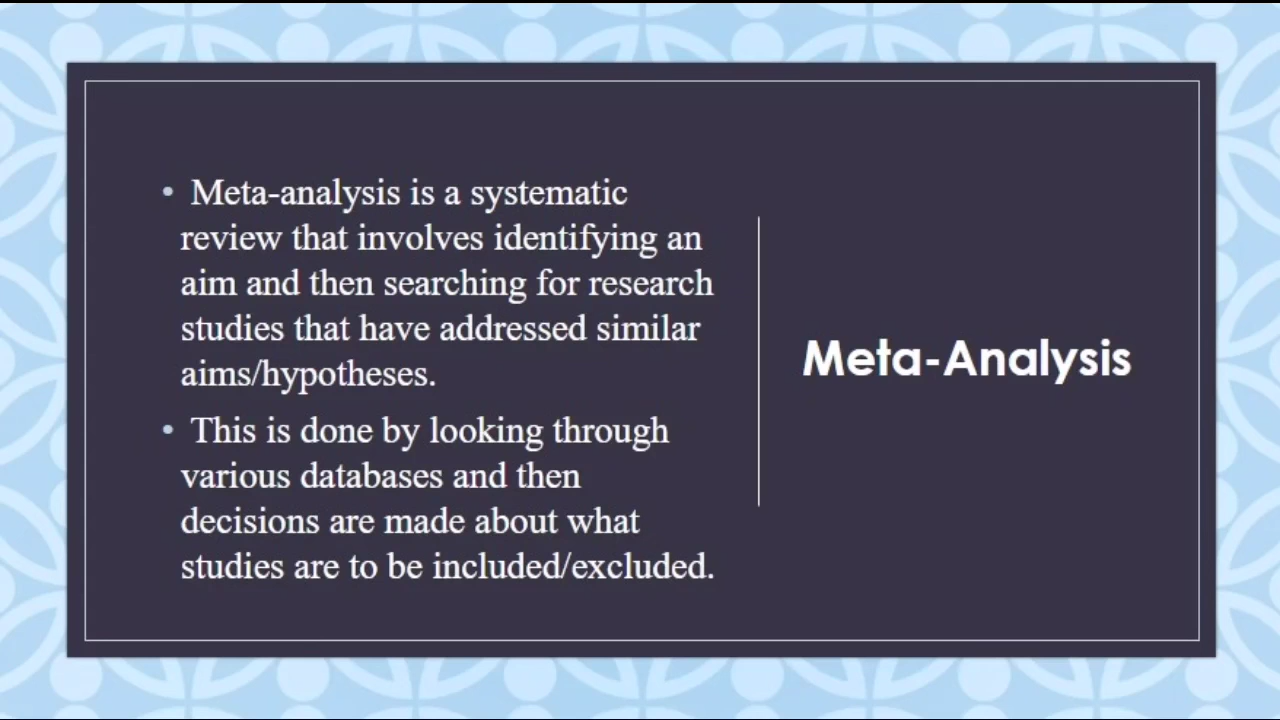 • Meta-analysis is a systematic
review that involves identifying an
aim and then searching for research
studies that have addressed similar
aims/hypotheses.
• This is done by looking through
various databases and then
decisions are made about what
studies are to be included/excluded.
Meta-Analysis